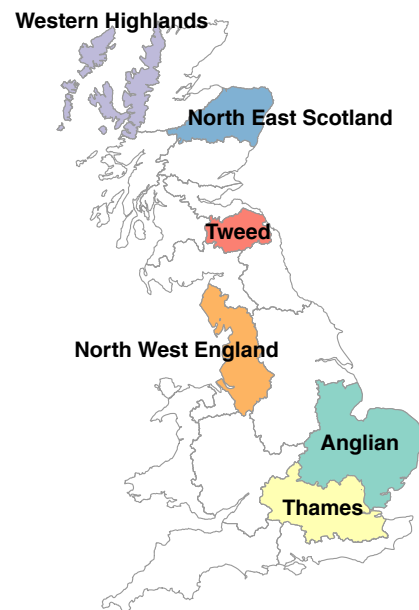 Western Highlands
North East Scotland
Tweed
North West England
Anglian
Thames